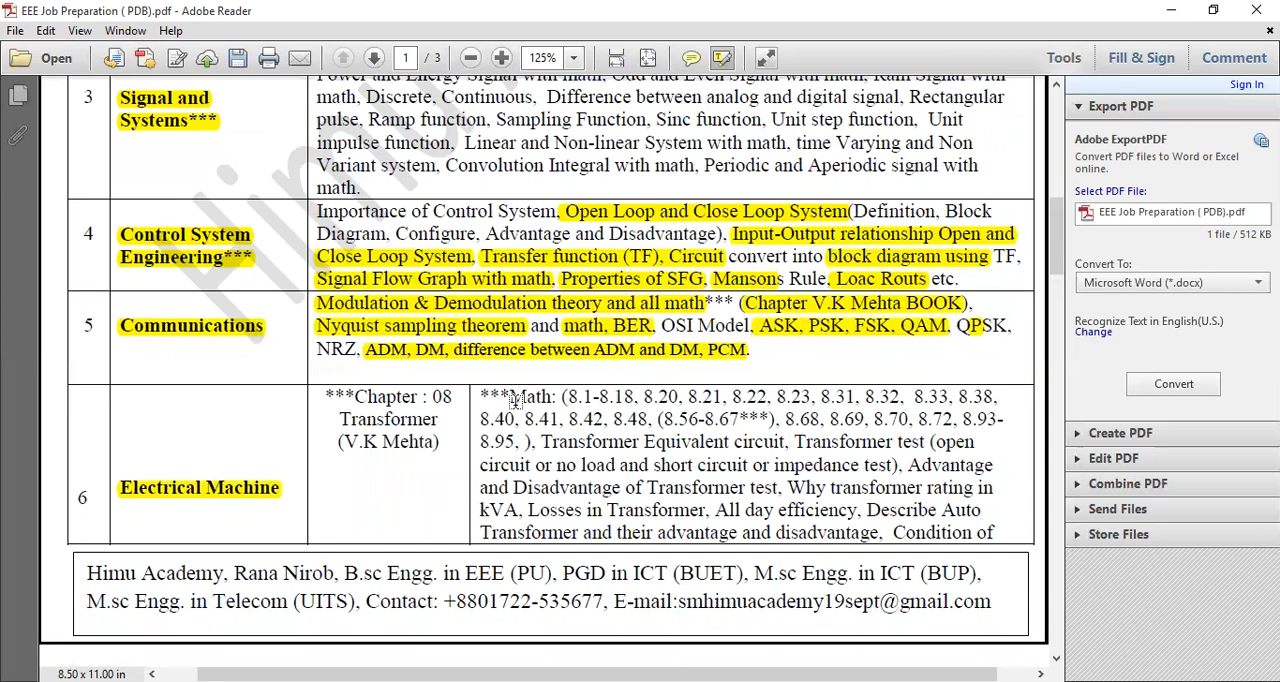 EEE Job Preparation ( PDB).pdf - Adobe Reader
File Edit View Window Help
Open 1 / 3 125% Tools Fill & Sign Comment
Sign In
Power and Energy Signal with math, Odd and Even Signal with math, Ram Signal with
3 Signal and Systems***
math, Discrete, Continuous, Difference between analog and digital signal, Rectangular
pulse, Ramp function, Sampling Function, Sinc function, Unit step function, Unit
impulse function, Linear and Non-linear System with math, time Varying and Non
Variant system, Convolution Integral with math, Periodic and Aperiodic signal with
math.
4 Control System Engineering***
Importance of Control System, Open Loop and Close Loop System(Definition, Block
Diagram, Configure, Advantage and Disadvantage), Input-Output relationship Open and
Close Loop System, Transfer function (TF), Circuit convert into block diagram using TF,
Signal Flow Graph with math, Properties of SFG, Mansons Rule, Loac Routs etc.
5 Communications
Modulation & Demodulation theory and all math*** (Chapter V.K Mehta BOOK),
Nyquist sampling theorem and math, BER, OSI Model, ASK, PSK, FSK, QAM, QPSK,
NRZ, ADM, DM, difference between ADM and DM, PCM.
6 Electrical Machine
***Chapter : 08
Transformer
(V.K Mehta)
***Math: (8.1-8.18, 8.20, 8.21, 8.22, 8.23, 8.31, 8.32, 8.33, 8.38,
8.40, 8.41, 8.42, 8.48, (8.56-8.67***), 8.68, 8.69, 8.70, 8.72, 8.93-
8.95, ), Transformer Equivalent circuit, Transformer test (open
circuit or no load and short circuit or impedance test), Advantage
and Disadvantage of Transformer test, Why transformer rating in
kVA, Losses in Transformer, All day efficiency, Describe Auto
Transformer and their advantage and disadvantage, Condition of
Himu Academy, Rana Nirob, B.sc Engg. in EEE (PU), PGD in ICT (BUET), M.sc Engg. in ICT (BUP),
M.sc Engg. in Telecom (UITS), Contact: +8801722-535677, E-mail:smhimuacademy19sept@gmail.com
8.50 x 11.00 in
Himu
Export PDF
Adobe ExportPDF
Convert PDF files to Word or Excel
online.
Select PDF File:
EEE Job Preparation ( PDB).pdf
1 file / 512 KB
Convert To:
Microsoft Word (*.docx)
Recognize Text in English(U.S.)
Change
Convert
Create PDF
Edit PDF
Combine PDF
Send Files
Store Files